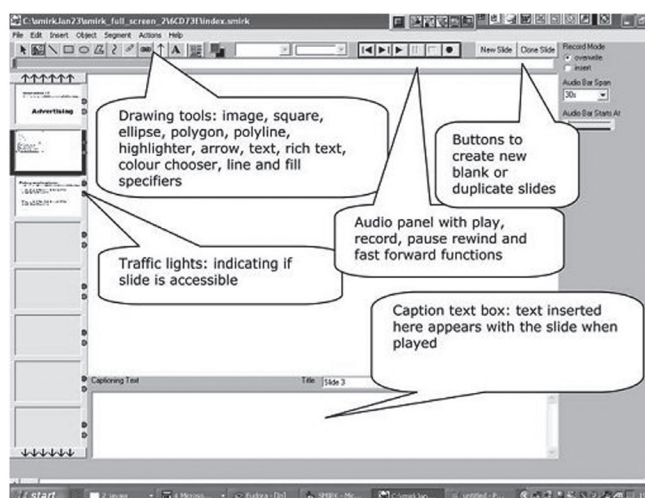 C:\smirkJan23\smirk_full_screen_2\6CD73f\index.smirk
File Edit Insert Object Segment Actions Help
New Slide Clone Slide
Record Mode
overwrite
insert
Audio Bar Span
30s
Audio Bar Starts At
Advertising
Drawing tools: image, square,
ellipse, polygon, polyline,
highlighter, arrow, text, rich text,
colour chooser, line and fill
specifiers
Buttons to
create new
blank or
duplicate slides
Audio panel with play,
record, pause rewind and
fast forward functions
Traffic lights: indicating if
slide is accessible
Caption text box: text inserted
here appears with the slide when
played
Captioning Text Title Slide 3
start